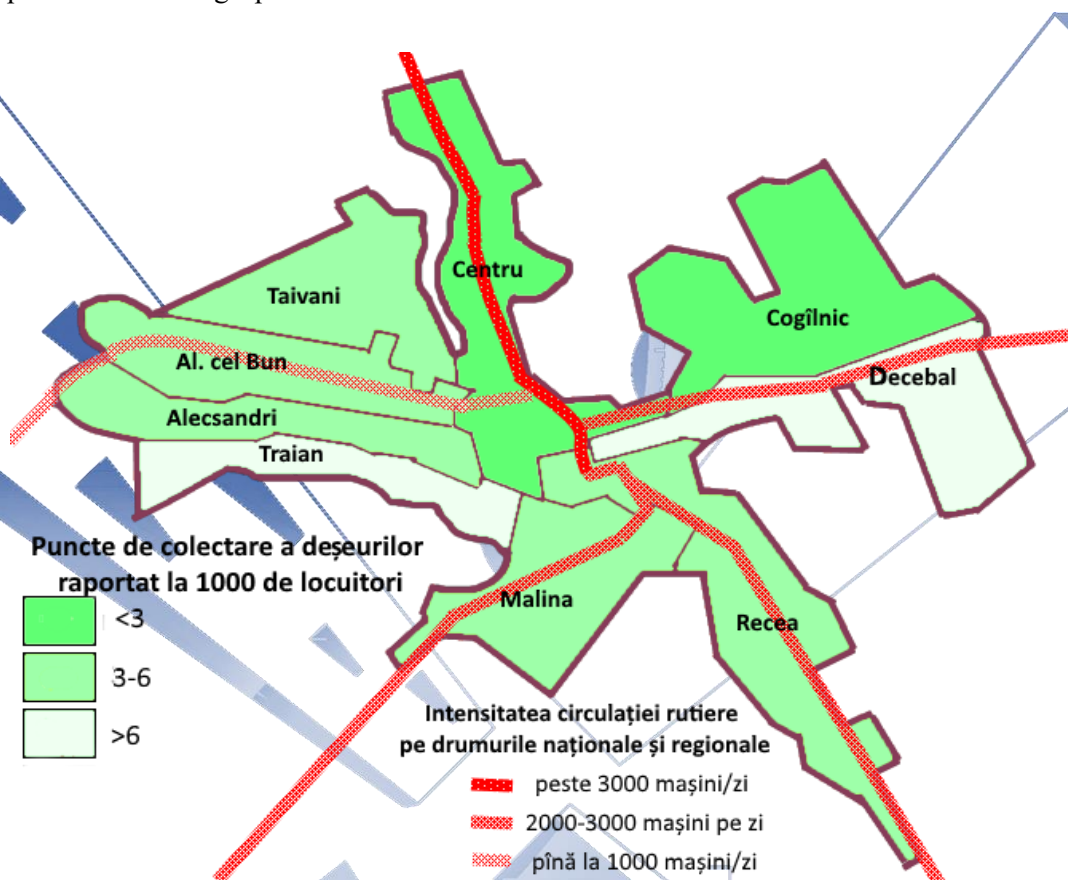 Centru
Taivani
Cogîlnic
Al. cel Bun
Decebal
Alecsandri
Traian
Puncte de colectare a deșeurilor
raportat la 1000 de locuitori
<3
3-6
>6
Malina
Recea
Intensitatea circulației rutiere
pe drumurile naționale și regionale
peste 3000 mașini/zi
2000-3000 mașini pe zi
pînă la 1000 mașini/zi